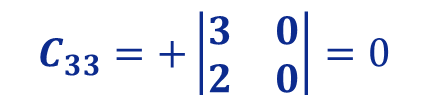 C₃₃ = + |3 0| = 0
|2 0|